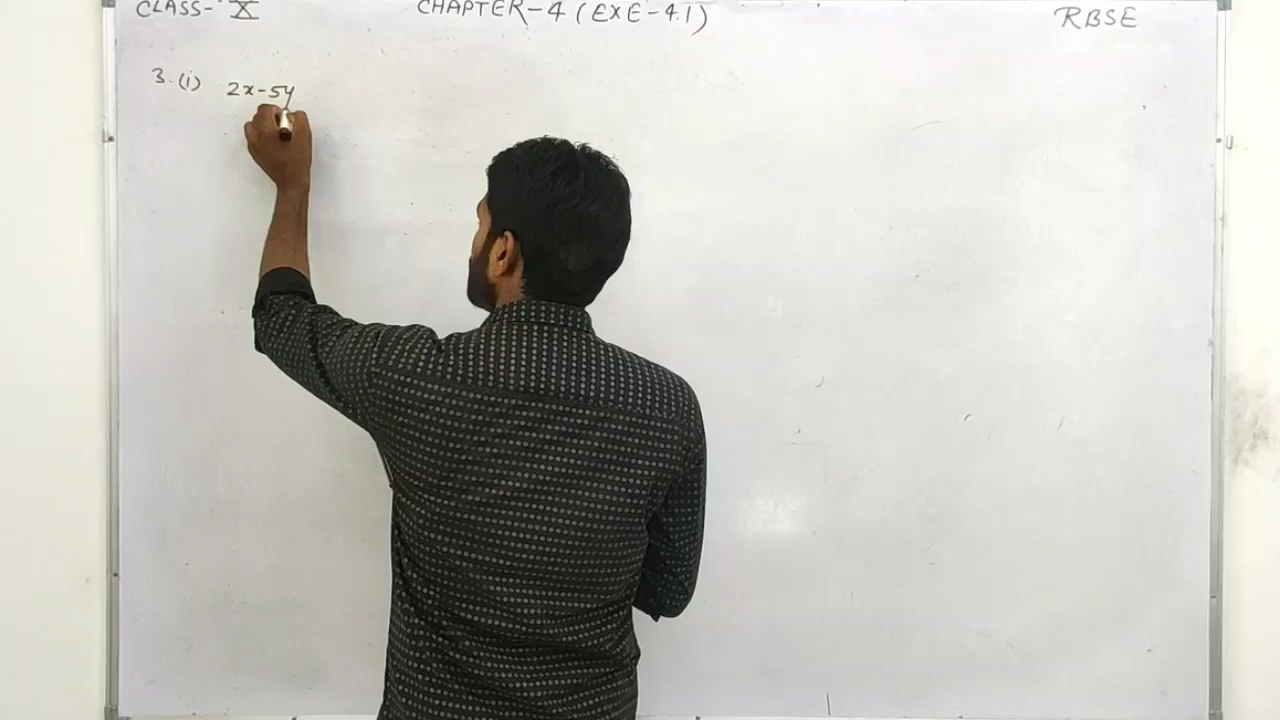 CLASS-X CHAPTER-4 (EXE-4.1) RBSE
3.(i) 2x-5y